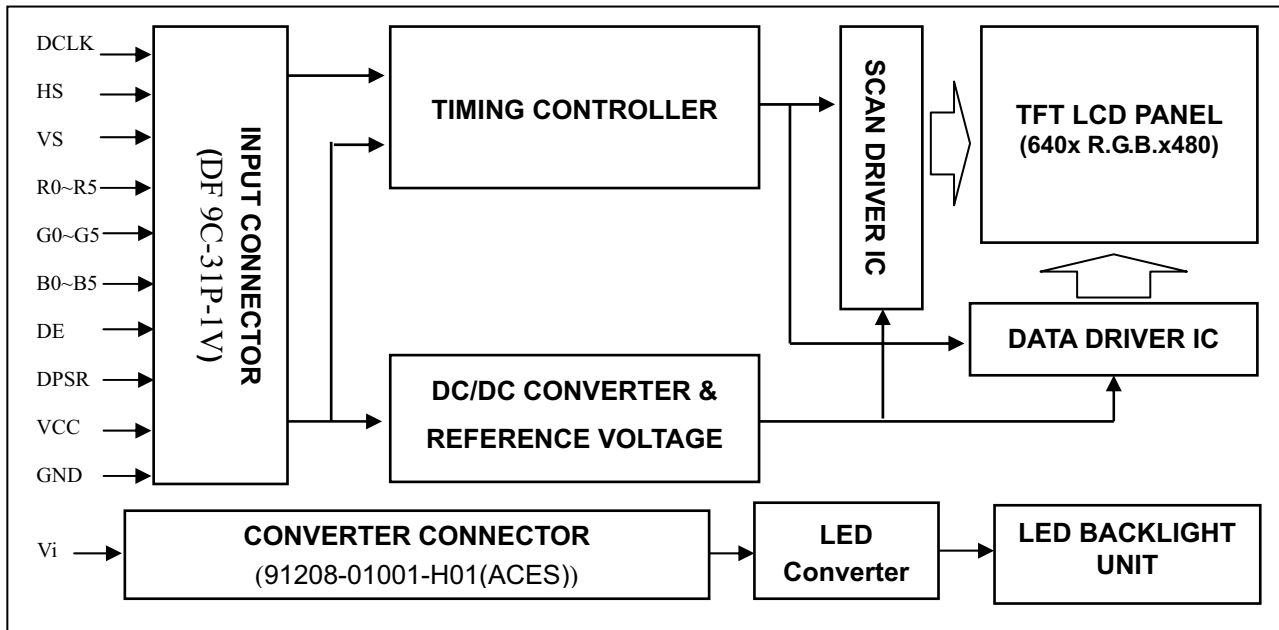 DCLK
HS
VS
R0~R5
G0~G5
B0~B5
DE
DPSR
VCC
GND
INPUT CONNECTOR
(DF 9C-31P-1V)
TIMING CONTROLLER
SCAN DRIVER IC
TFT LCD PANEL
(640x R.G.B.x480)
DATA DRIVER IC
DC/DC CONVERTER &
REFERENCE VOLTAGE
Vi
CONVERTER CONNECTOR
(91208-01001-H01(ACES))
LED
Converter
LED BACKLIGHT
UNIT